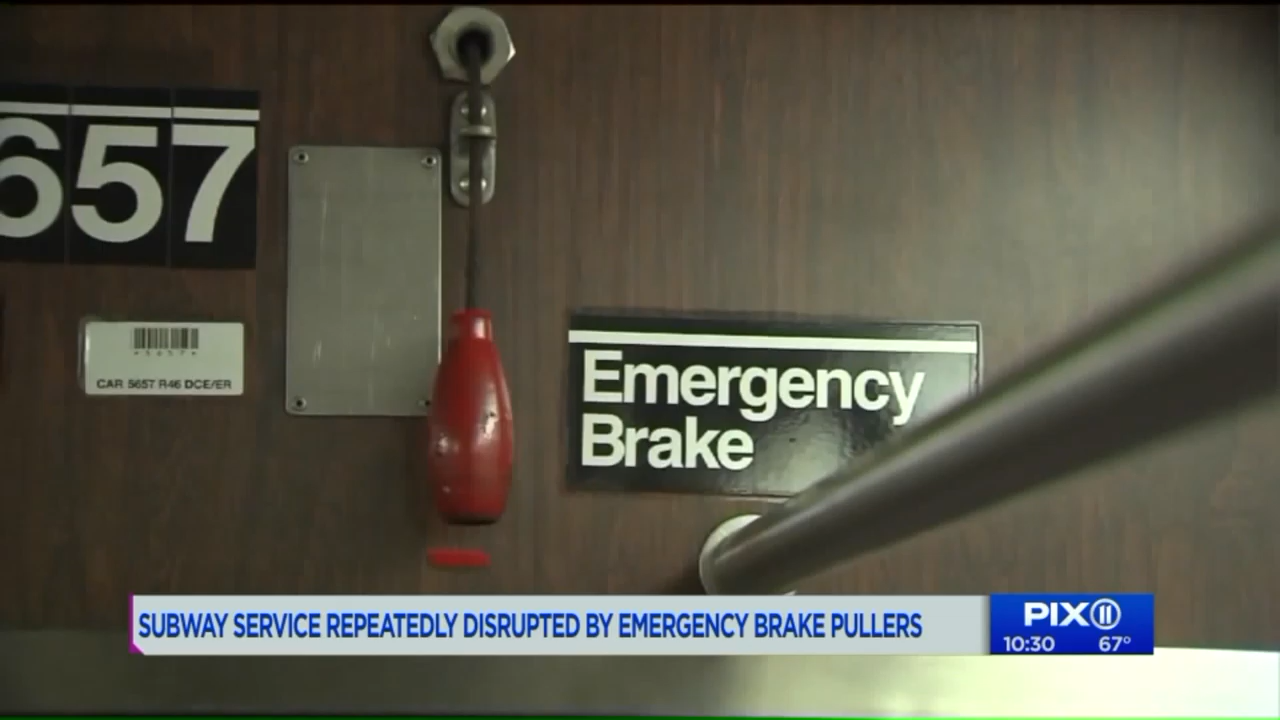 657
*5657*
CAR 5657 R46 DCE/ER
Emergency
Brake
SUBWAY SERVICE REPEATEDLY DISRUPTED BY EMERGENCY BRAKE PULLERS
PIX11
10:30 67°